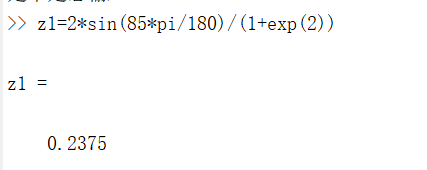 >> z1=2*sin(85*pi/180)/(1+exp(2))
z1 =
0.2375